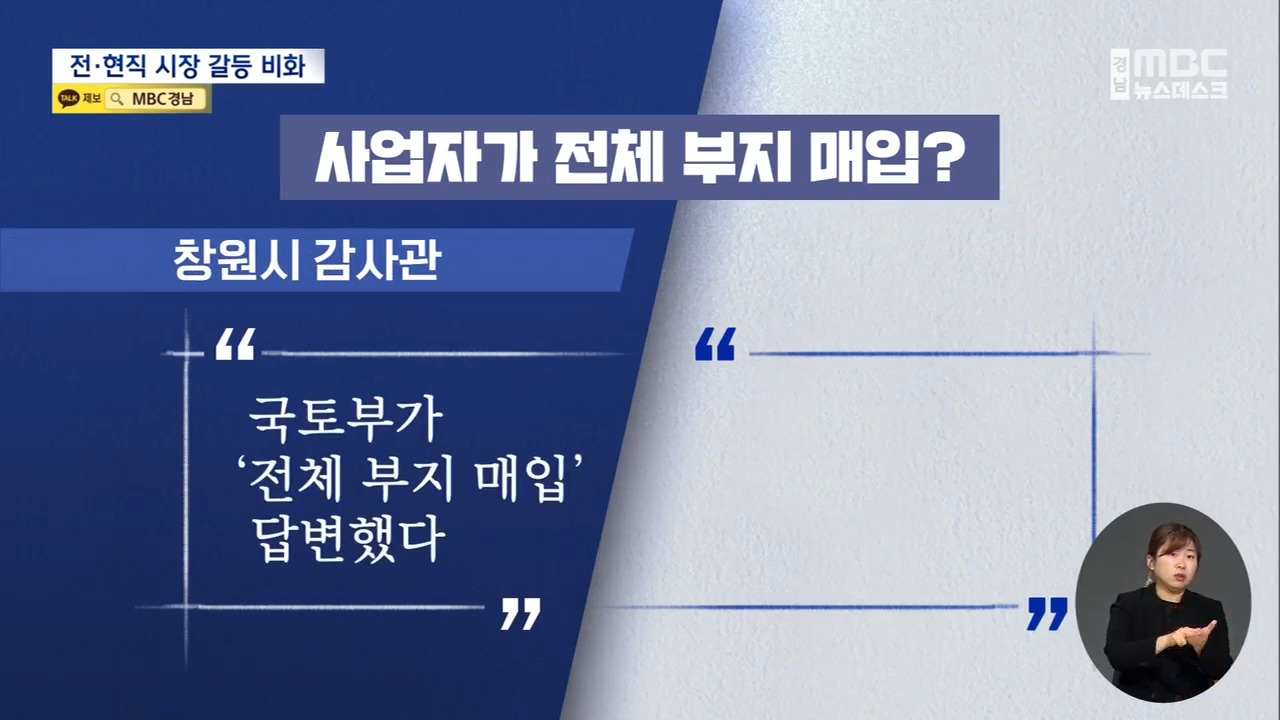 전·현직 시장 갈등 비화
TALK 제보 MBC경남
경남 MBC
뉴스데스크
사업자가 전체 부지 매입?
창원시 감사관
“
국토부가
‘전체 부지 매입’
답변했다
”
“
”